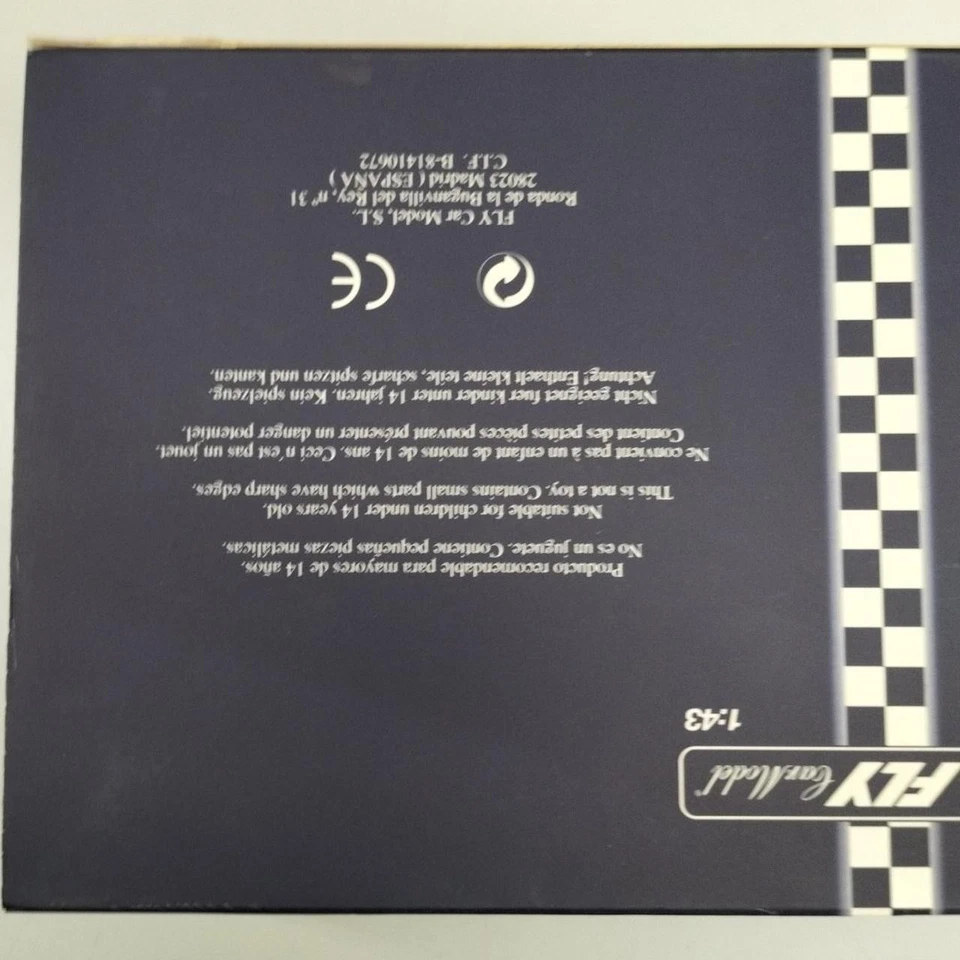 FLY Car Model
1:43
Producto recomendable para mayores de 14 años.
No es un juguete. Contiene pequeñas piezas metálicas.
Not suitable for children under 14 years old.
This is not a toy. Contains small parts which have sharp edges
Ne convient pas à un enfant de moins de 14 ans. Ceci n'est pas un jouet.
Contient des petites pièces pouvant présenter un danger potentiel.
Nicht geeignet fuer kinder unter 14 jahren. Kein spielzeug.
Achtung! Enthaelt kleine teile, scharfe spitzen und kanten.
CE
FLY Car Model, S.L.
Ronda de la Buganvilla del Rey, nº 31
28023 Madrid ( ESPAÑA )
C.I.F. B-81410672